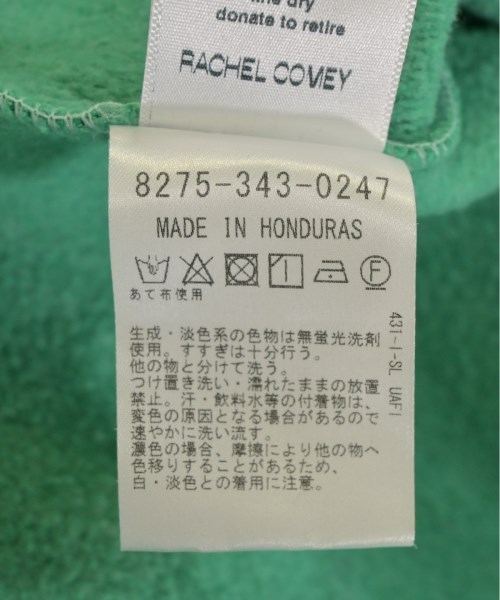 line dry
donate to retire
RACHEL COMEY
8275-343-0247
MADE IN HONDURAS
あて布使用
生成・淡色系の色物は無蛍光洗剤
使用。すすぎは十分行う。
他の物と分けて洗う。
つけ置き洗い・濡れたままの放置
禁止。汗・飲料水等の付着物は、
変色の原因となる場合があるので
速やかに洗い流す。
濃色の場合、摩擦により他の物へ
色移りすることがあるため、
白・淡色との着用に注意。
431-I-SL UAFI